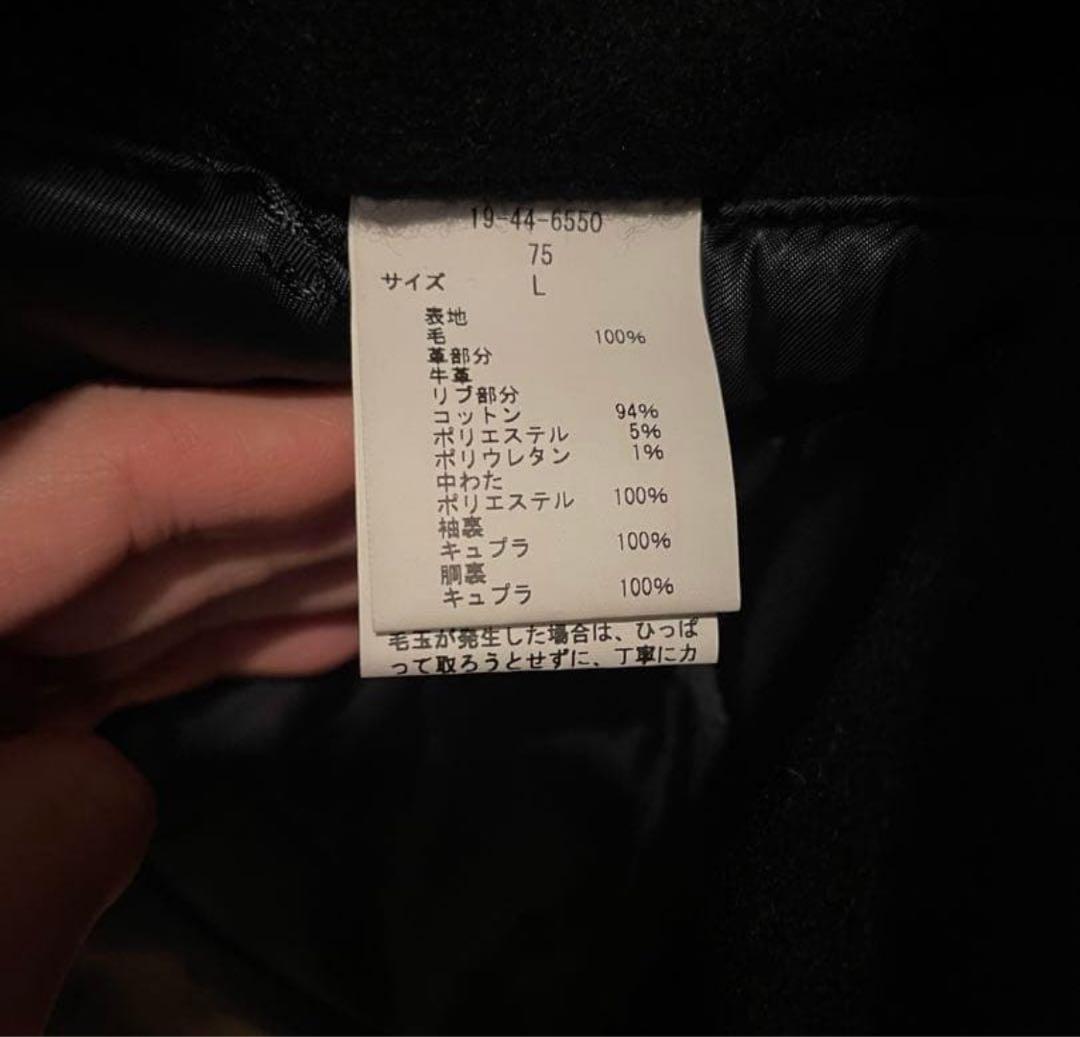 19-44-6550
75
サイズ L
表地
毛 100%
革部分
牛革
リブ部分
コットン 94%
ポリエステル 5%
ポリウレタン 1%
中わた
ポリエステル 100%
袖裏
キュプラ 100%
胴裏
キュプラ 100%
毛玉が発生した場合は、ひっぱ
って取ろうとせずに、丁寧にカ